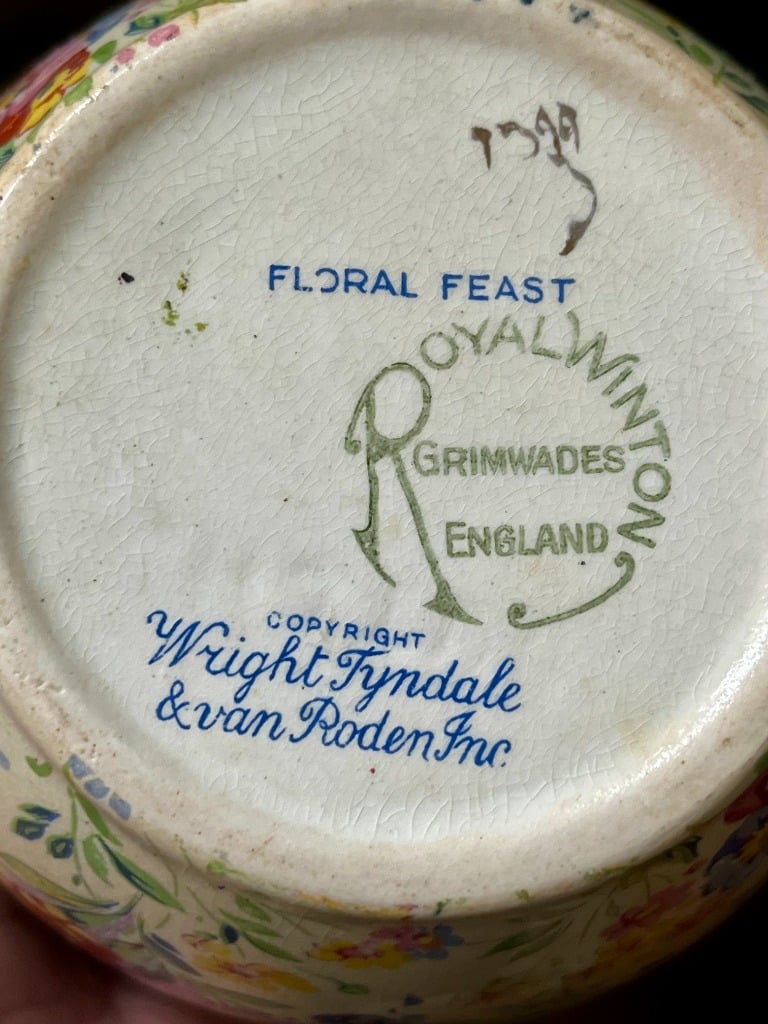 FLORAL FEAST
ROYAL WINTON
GRIMWADES
ENGLAND
COPYRIGHT
Wright Tyndale
& van Roden Inc.